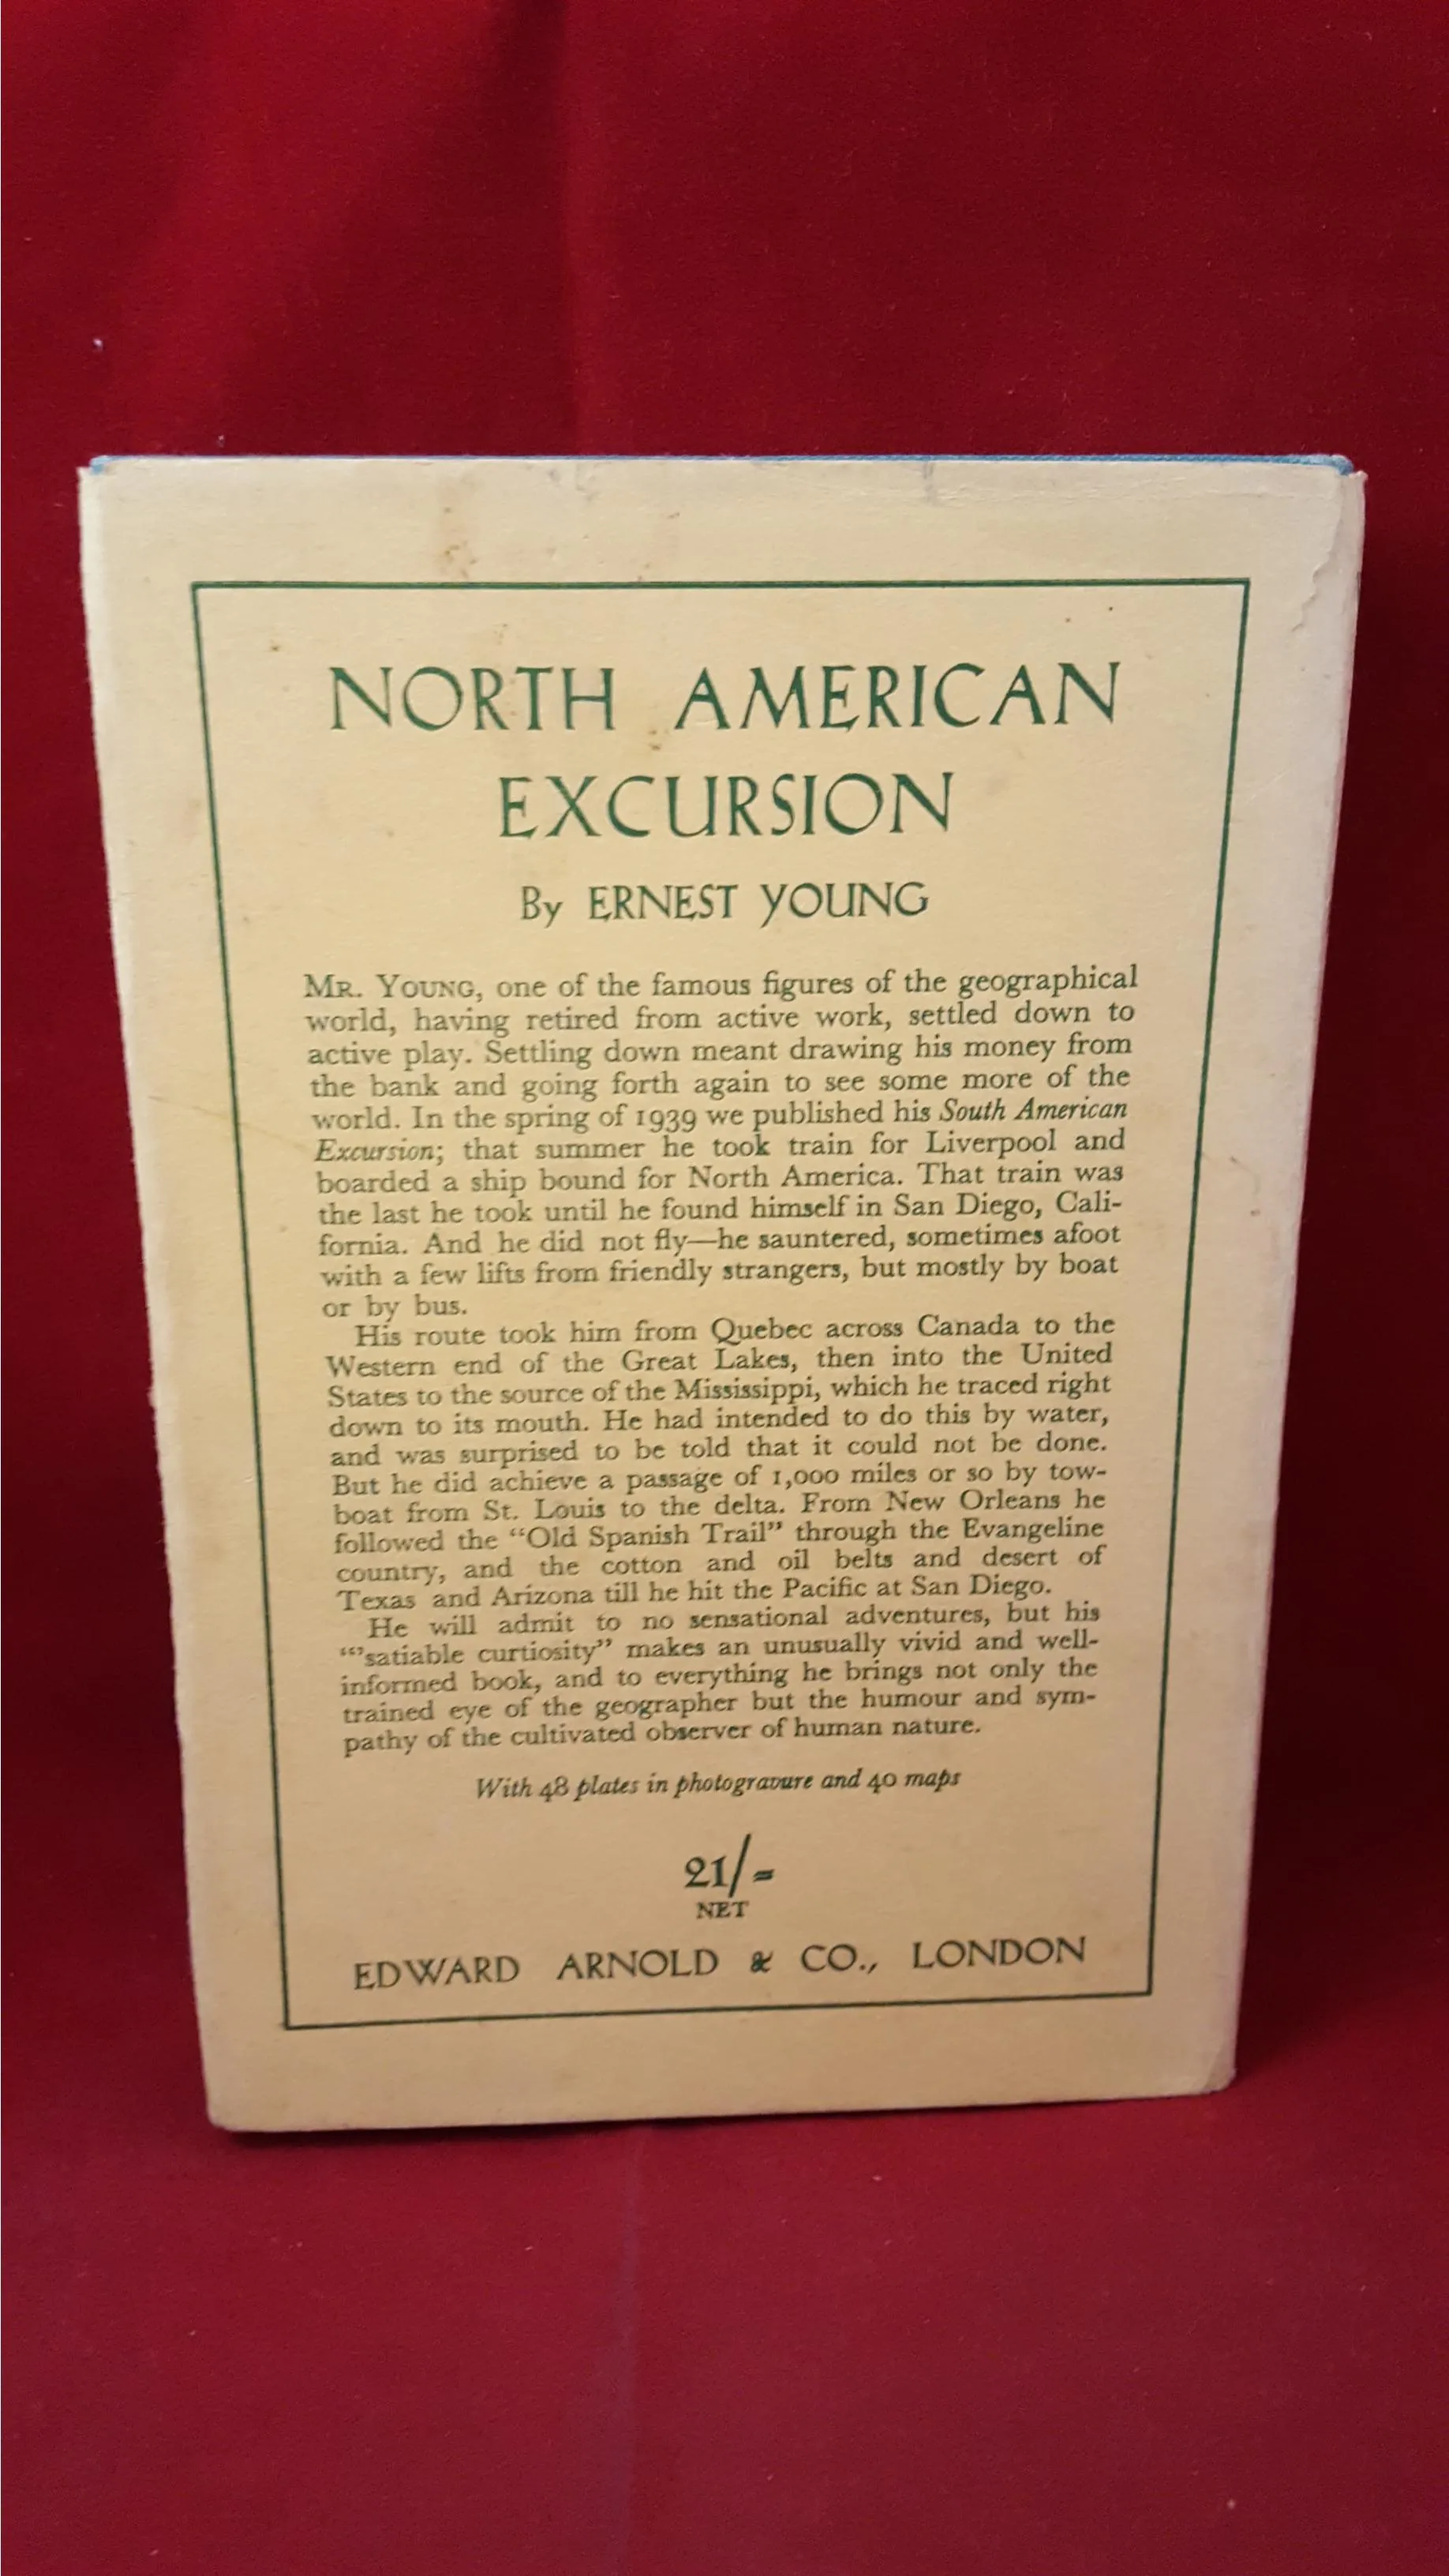 NORTH AMERICAN
EXCURSION
By ERNEST YOUNG
MR. YOUNG, one of the famous figures of the geographical
world, having retired from active work, settled down to
active play. Settling down meant drawing his money from
the bank and going forth again to see some more of the
world. In the spring of 1939 we published his South American
Excursion; that summer he took train for Liverpool and
boarded a ship bound for North America. That train was
the last he took until he found himself in San Diego, Cali-
fornia. And he did not fly—he sauntered, sometimes afoot
with a few lifts from friendly strangers, but mostly by boat
or by bus.
His route took him from Quebec across Canada to the
Western end of the Great Lakes, then into the United
States to the source of the Mississippi, which he traced right
down to its mouth. He had intended to do this by water,
and was surprised to be told that it could not be done.
But he did achieve a passage of 1,000 miles or so by tow-
boat from St. Louis to the delta. From New Orleans he
followed the “Old Spanish Trail” through the Evangeline
country, and the cotton and oil belts and desert of
Texas and Arizona till he hit the Pacific at San Diego.
He will admit to no sensational adventures, but his
“’satiable curtiosity” makes an unusually vivid and well-
informed book, and to everything he brings not only the
trained eye of the geographer but the humour and sym-
pathy of the cultivated observer of human nature.
With 48 plates in photogravure and 40 maps
21/-
NET
EDWARD ARNOLD & CO., LONDON